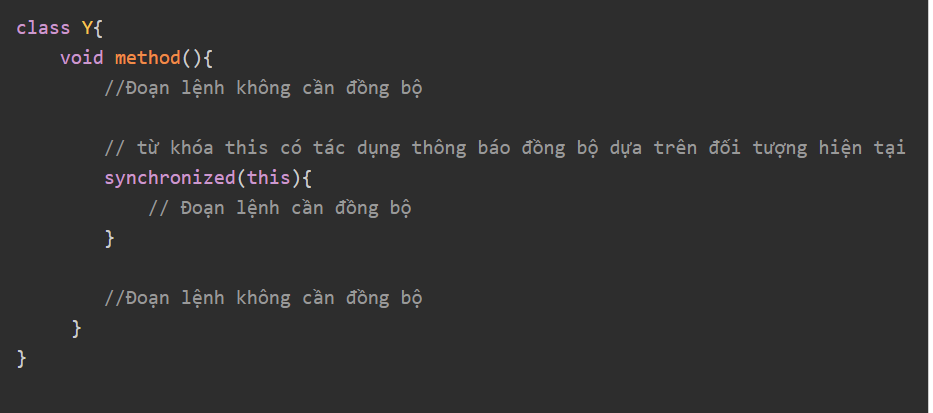 class Y{
void method(){
//Đoạn lệnh không cần đồng bộ
// từ khóa this có tác dụng thông báo đồng bộ dựa trên đối tượng hiện tại
synchronized(this){
// Đoạn lệnh cần đồng bộ
}
//Đoạn lệnh không cần đồng bộ
}
}